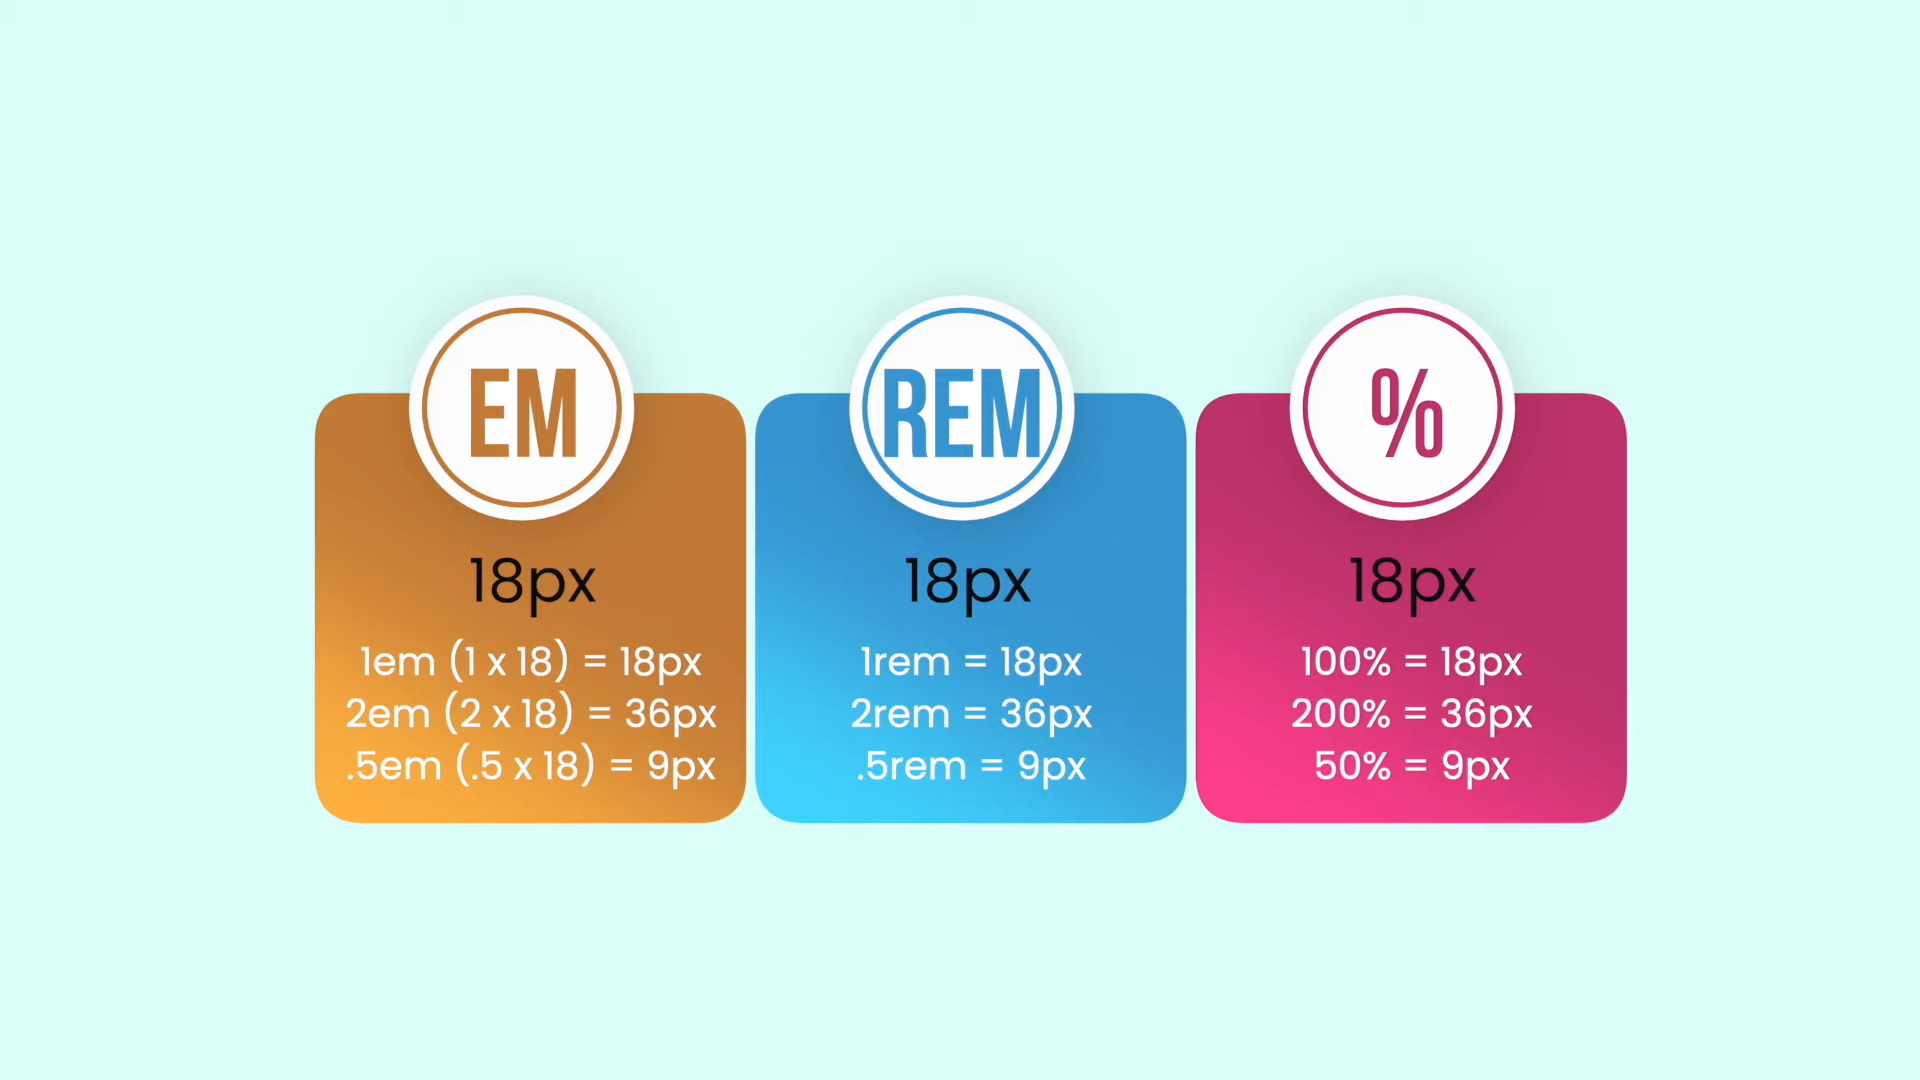 EM
18px
1em (1 x 18) = 18px
2em (2 x 18) = 36px
.5em (.5 x 18) = 9px
REM
18px
1rem = 18px
2rem = 36px
.5rem = 9px
%
18px
100% = 18px
200% = 36px
50% = 9px